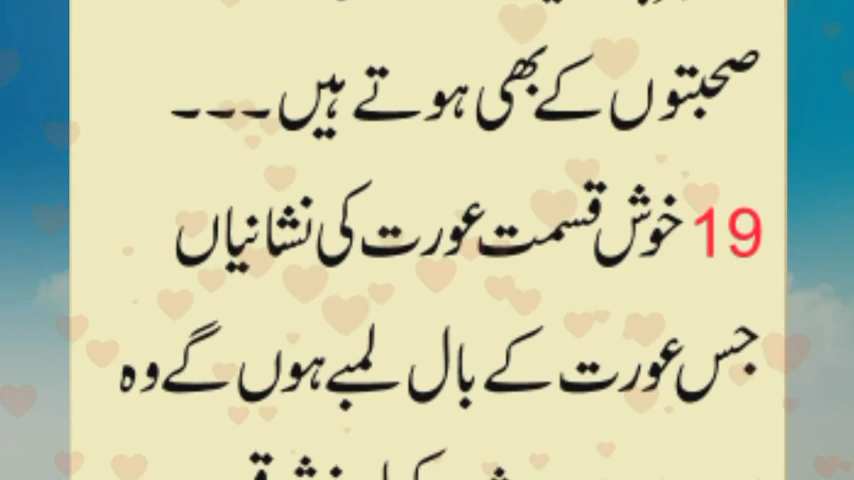 صحبتوں کے بھی ہوتے ہیں۔۔۔
19 خوش قسمت عورت کی نشانیاں
جس عورت کے بال لمبے ہوں گے وہ